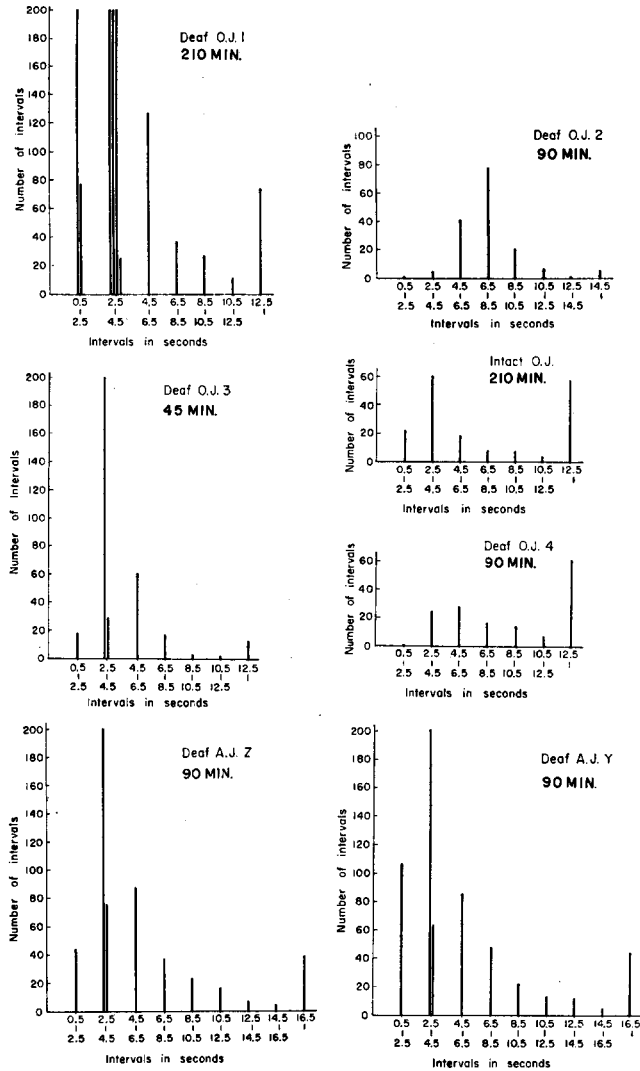 Deaf O.J. 1
210 MIN.
Number of intervals
200
180
160
140
120
100
80
60
40
20
0
0.5 2.5 4.5 6.5 8.5 10.5 12.5
2.5 4.5 6.5 8.5 10.5 12.5
Intervals in seconds
Deaf O.J. 2
90 MIN.
Number of intervals
100
80
60
40
20
0
0.5 2.5 4.5 6.5 8.5 10.5 12.5 14.5
2.5 4.5 6.5 8.5 10.5 12.5 14.5
Intervals in seconds
Deaf O.J. 3
45 MIN.
Number of intervals
200
180
160
140
120
100
80
60
40
20
0
0.5 2.5 4.5 6.5 8.5 10.5 12.5
2.5 4.5 6.5 8.5 10.5 12.5
Intervals in seconds
Intact O.J.
210 MIN.
Number of intervals
60
40
20
0
0.5 2.5 4.5 6.5 8.5 10.5 12.5
2.5 4.5 6.5 8.5 10.5 12.5
Intervals in seconds
Deaf O.J. 4
90 MIN.
Number of intervals
60
40
20
0
0.5 2.5 4.5 6.5 8.5 10.5 12.5
2.5 4.5 6.5 8.5 10.5 12.5
Intervals in seconds
Deaf A.J. Z
90 MIN.
Number of intervals
200
180
160
140
120
100
80
60
40
20
0
0.5 2.5 4.5 6.5 8.5 10.5 12.5 14.5 16.5
2.5 4.5 6.5 8.5 10.5 12.5 14.5 16.5
Intervals in seconds
Deaf A.J. Y
90 MIN.
Number of intervals
200
180
160
140
120
100
80
60
40
20
0
0.5 2.5 4.5 6.5 8.5 10.5 12.5 14.5 16.5
2.5 4.5 6.5 8.5 10.5 12.5 14.5 16.5
Intervals in seconds